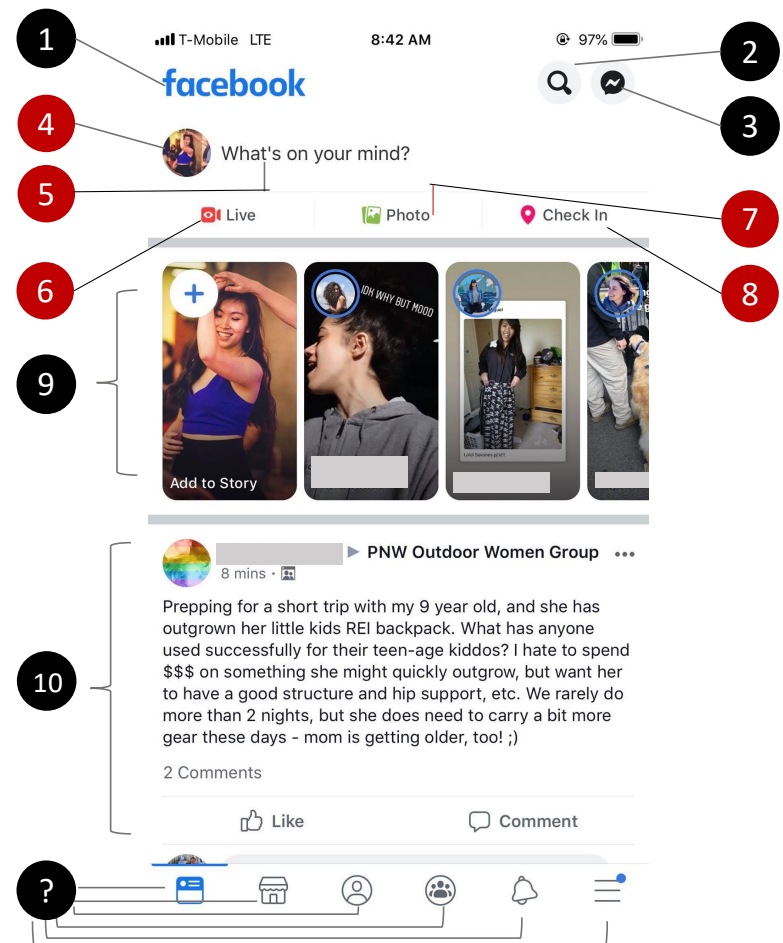 1
T-Mobile LTE 8:42 AM 97%
2
facebook
3
4
What's on your mind?
5
7
Live Photo Check In
6
8
IDK WHY BUT MOOD
9
Add to Story
PNW Outdoor Women Group
8 mins ·
Prepping for a short trip with my 9 year old, and she has
outgrown her little kids REI backpack. What has anyone
used successfully for their teen-age kiddos? I hate to spend
$$$ on something she might quickly outgrow, but want her
10
to have a good structure and hip support, etc. We rarely do
more than 2 nights, but she does need to carry a bit more
gear these days - mom is getting older, too! ;)
2 Comments
Like Comment
?